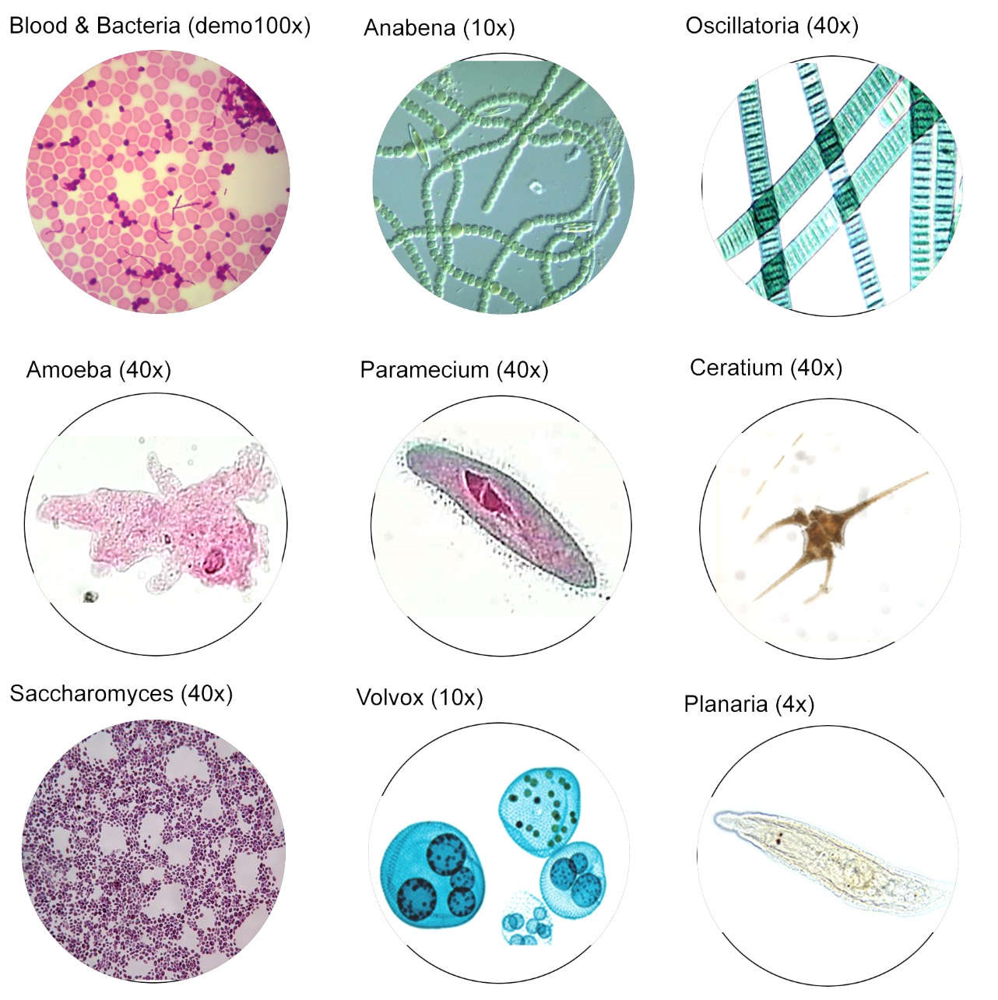 Blood & Bacteria (demo100x)
Anabena (10x)
Oscillatoria (40x)
Amoeba (40x)
Paramecium (40x)
Ceratium (40x)
Saccharomyces (40x)
Volvox (10x)
Planaria (4x)